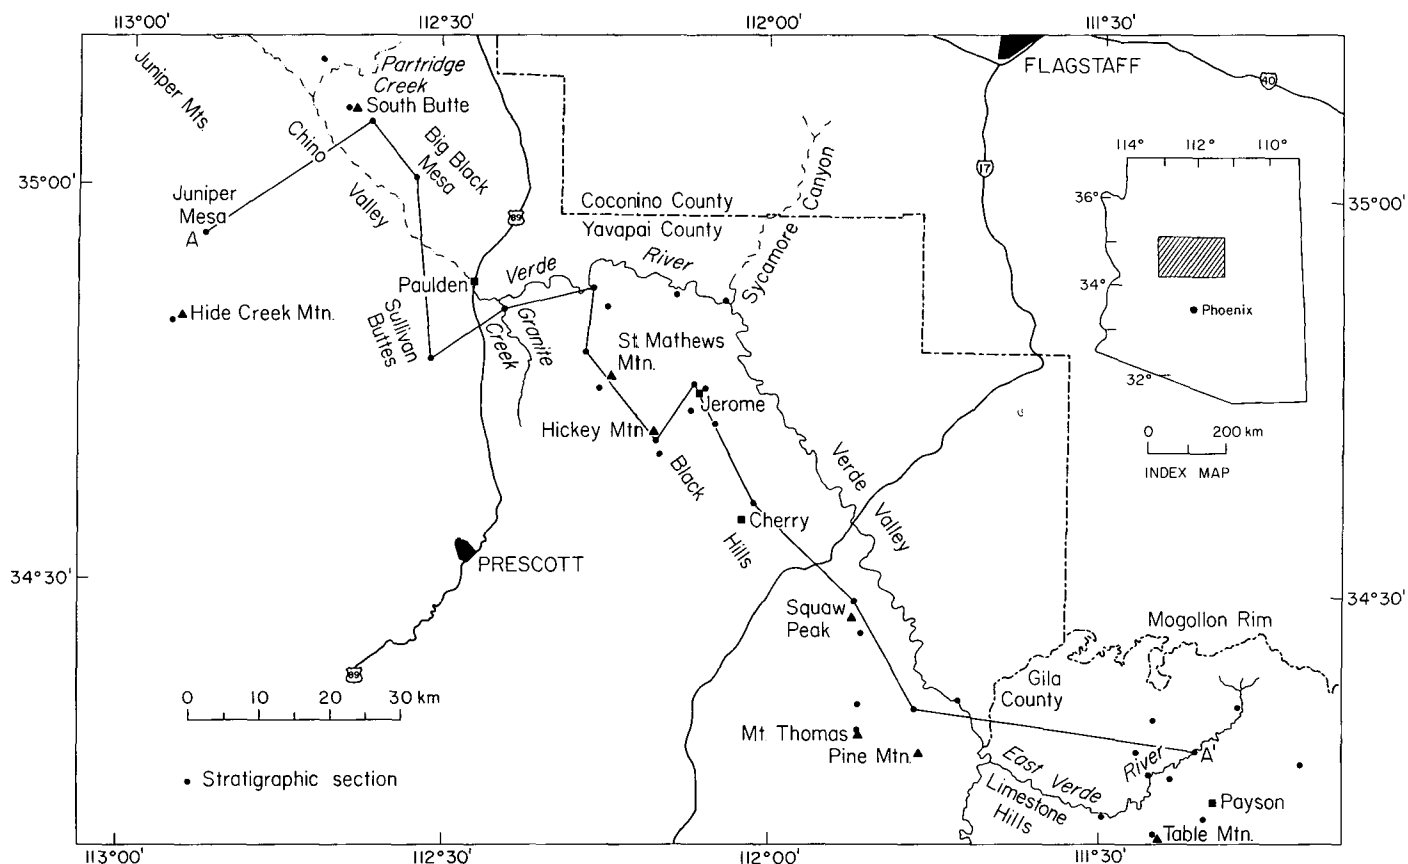 113°00'
112°30'
112°00'
111°30'
Juniper Mts.
Partridge
Creek
South Butte
Chino
Valley
Big Black
Mesa
FLAGSTAFF
40
17
89
35°00'
35°00'
Juniper
Mesa
A
Coconino County
Yavapai County
Sycamore Canyon
114°
112°
110°
36°
34°
32°
Phoenix
0 200 km
INDEX MAP
Paulden
Verde River
Hide Creek Mtn.
Sullivan
Buttes
Granite
Creek
St. Mathews
Mtn.
Jerome
Hickey Mtn.
Black Hills
Cherry
Verde
Valley
PRESCOTT
34°30'
34°30'
Squaw
Peak
Mogollon Rim
Gila
County
89
0 10 20 30 km
Mt. Thomas
Pine Mtn.
East Verde River
A'
Stratigraphic section
Limestone
Hills
Payson
Table Mtn.
113°00'
112°30'
112°00'
111°30'